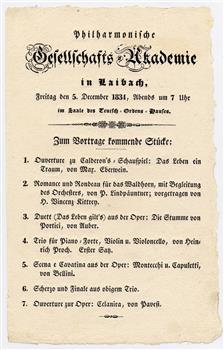 Philharmonische
Gesellschafts-Akademie
in Laibach,
Freitag den 5. December 1834, Abends um 7 Uhr
im Saale des Teutsch-Ordens-Hauses.
Zum Vortrage kommende Stücke:
1. Ouverture zu Calderon's Schauspiel: Das Leben ein
Traum, von Max. Eberwein.
2. Romance und Rondeau für das Waldhorn, mit Begleitung
des Orchesters, von P. Lindpaintner; vorgetragen von
H. Vincenz
3. Duett (Das Leben gilt's) aus der Oper: Die Stumme von
Portici, von Auber.
4. Trio für Piano-Forte, Violin u. Violoncello, von Hein-
rich Proch. Erster Satz.
5. Scena e Cavatina aus der Oper: Montecchi u. Capuletti,
von Bellini.
6. Scherzo und Finale aus obigem Trio.
7. Ouverture zur Oper: Celanira, von Pavesi.